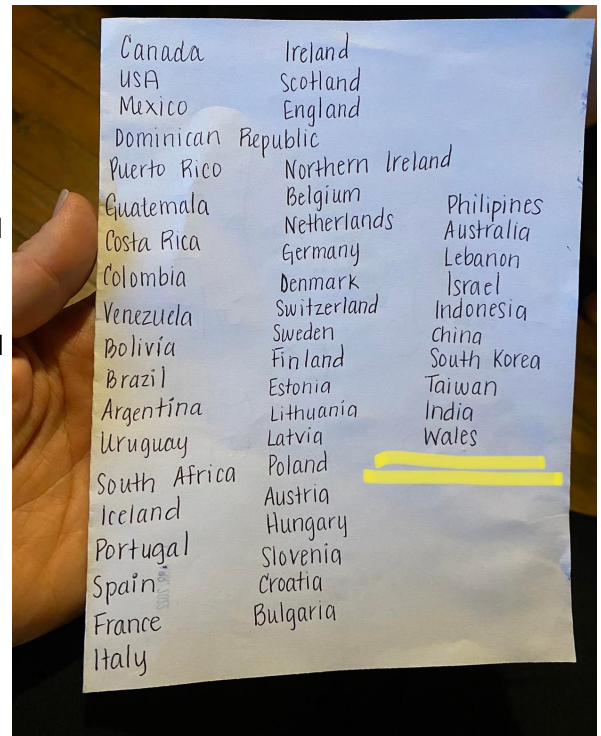 Canada
USA
Mexico
Dominican Republic
Puerto Rico
Guatemala
Costa Rica
Colombia
Venezuela
Bolivia
Brazil
Argentina
Uruguay
South Africa
Iceland
Portugal
Spain
France
Italy
Ireland
Scotland
England
Northern Ireland
Belgium
Netherlands
Germany
Denmark
Switzerland
Sweden
Finland
Estonia
Lithuania
Latvia
Poland
Austria
Hungary
Slovenia
Croatia
Bulgaria
Philipines
Australia
Lebanon
Israel
Indonesia
China
South Korea
Taiwan
India
Wales